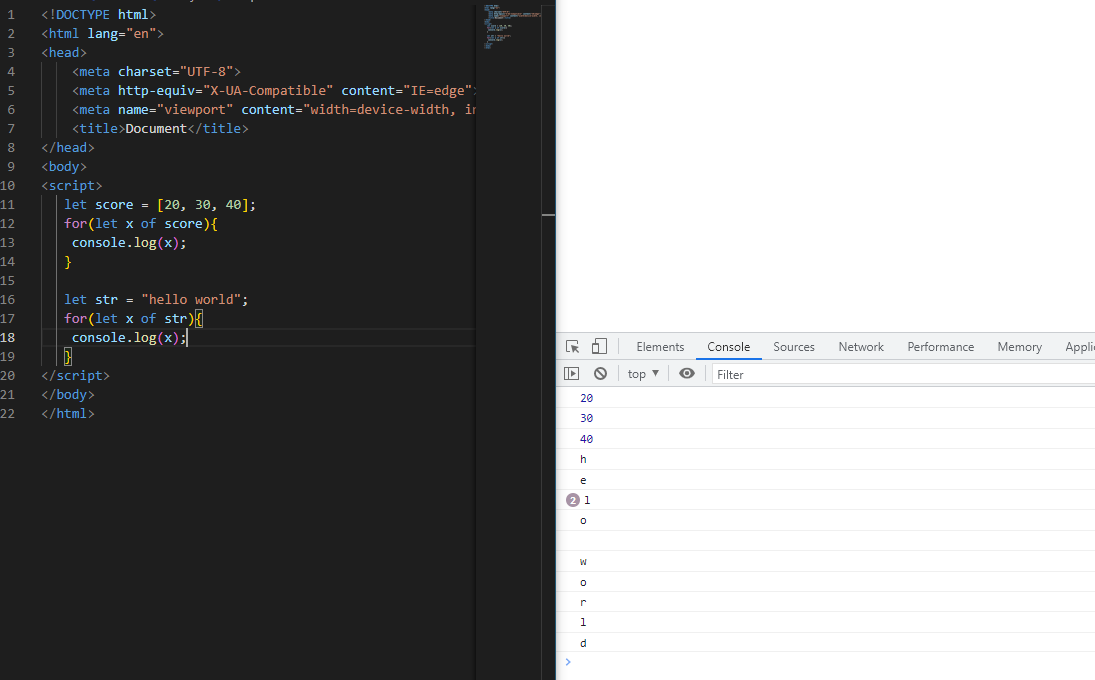 1 <!DOCTYPE html>
2 <html lang="en">
3 <head>
4 <meta charset="UTF-8">
5 <meta http-equiv="X-UA-Compatible" content="IE=edge">
6 <meta name="viewport" content="width=device-width, in
7 <title>Document</title>
8 </head>
9 <body>
10 <script>
11 let score = [20, 30, 40];
12 for(let x of score){
13 console.log(x);
14 }
15
16 let str = "hello world";
17 for(let x of str){
18 console.log(x);
19 }
20 </script>
21 </body>
22 </html>
Elements Console Sources Network Performance Memory Appli
top ▼ Filter
20
30
40
h
e
2 l
o
w
o
r
l
d
>